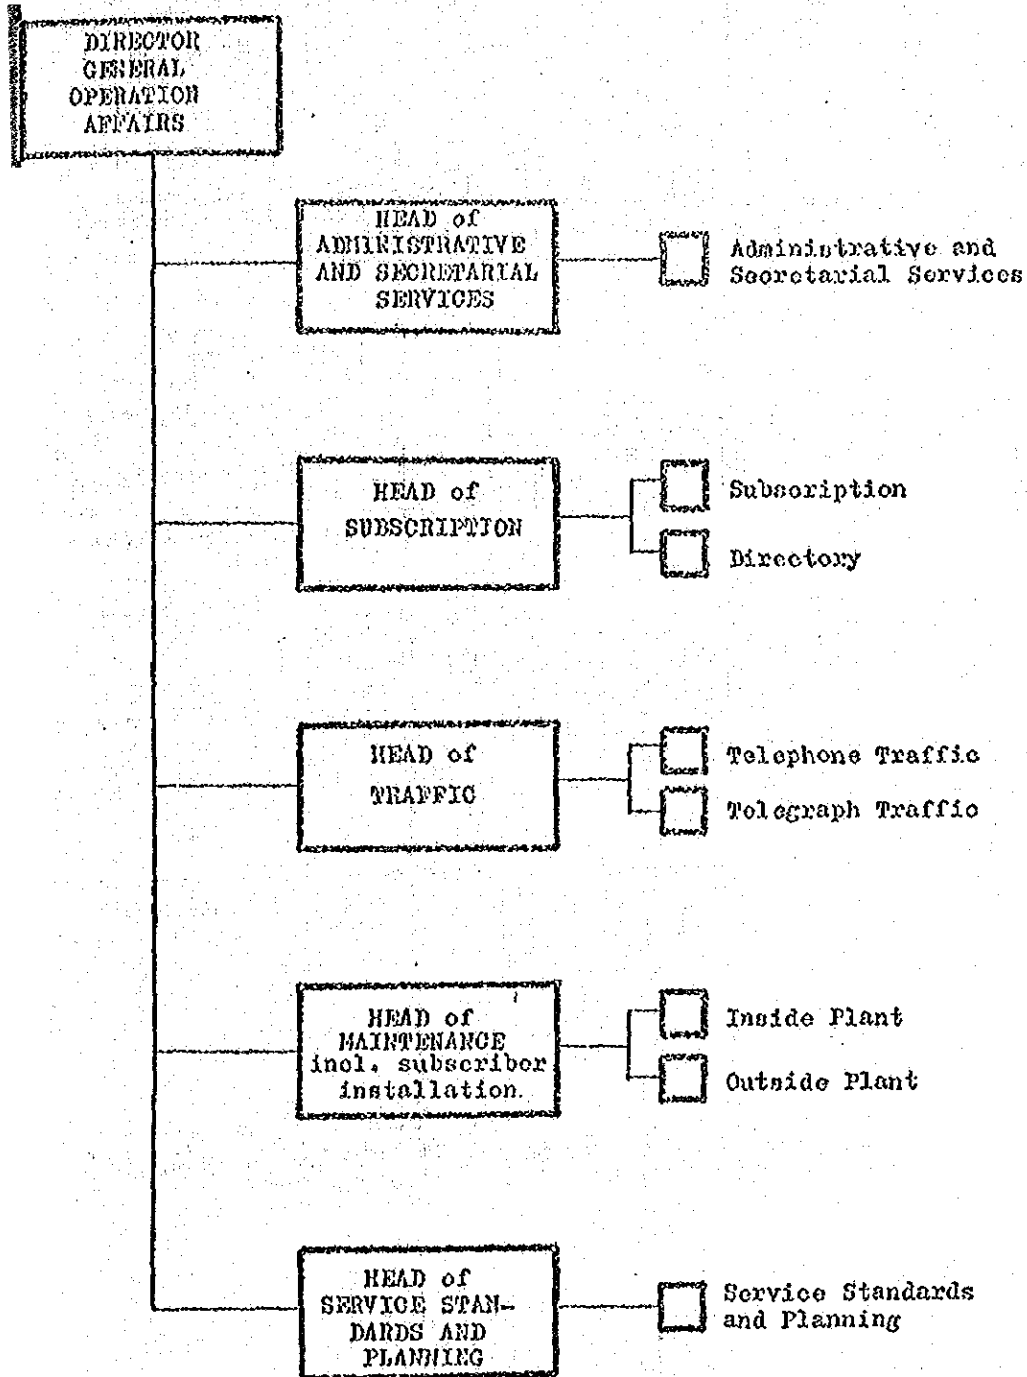 DIRECTOR
GENERAL
OPERATION
AFFAIRS
HEAD of
ADMINISTRATIVE
AND SECRETARIAL
SERVICES
Administrative and
Secretarial Services
HEAD of
SUBSCRIPTION
Subscription
Directory
HEAD of
TRAFFIC
Telephone Traffic
Telegraph Traffic
HEAD of
MAINTENANCE
incl. subscriber
installation.
Inside Plant
Outside Plant
HEAD of
SERVICE STAN-
DARDS AND
PLANNING
Service Standards
and Planning